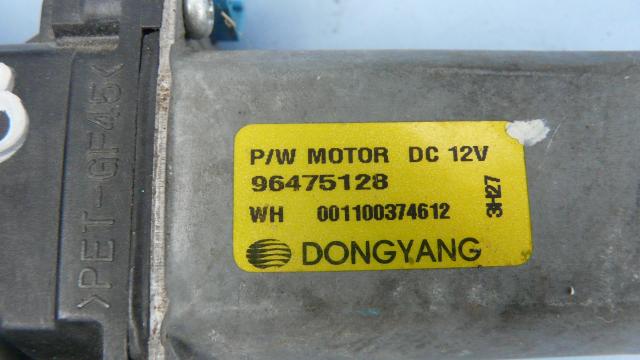 >PET-GF45<
P/W MOTOR DC 12V
96475128
WH 001100374612
3H27
DONGYANG